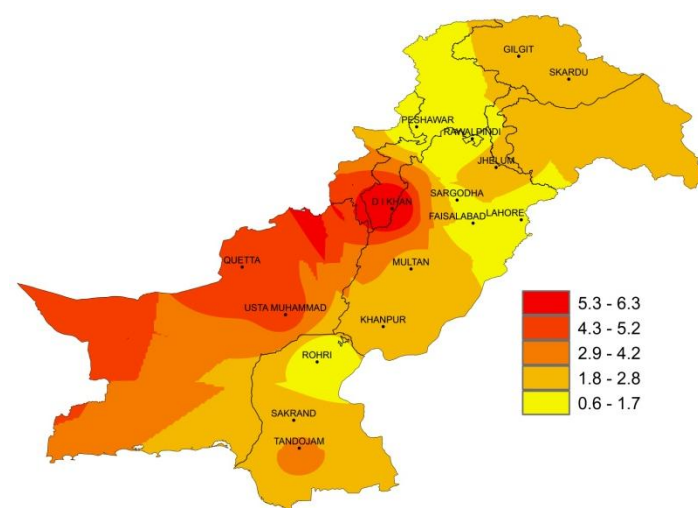 GILGIT
SKARDU
PESHAWAR
RAWALPINDI
JHELUM
SARGODHA
D I KHAN
FAISALABAD
LAHORE
QUETTA
MULTAN
USTA MUHAMMAD
KHANPUR
ROHRI
SAKRAND
TANDOJAM
5.3 - 6.3
4.3 - 5.2
2.9 - 4.2
1.8 - 2.8
0.6 - 1.7